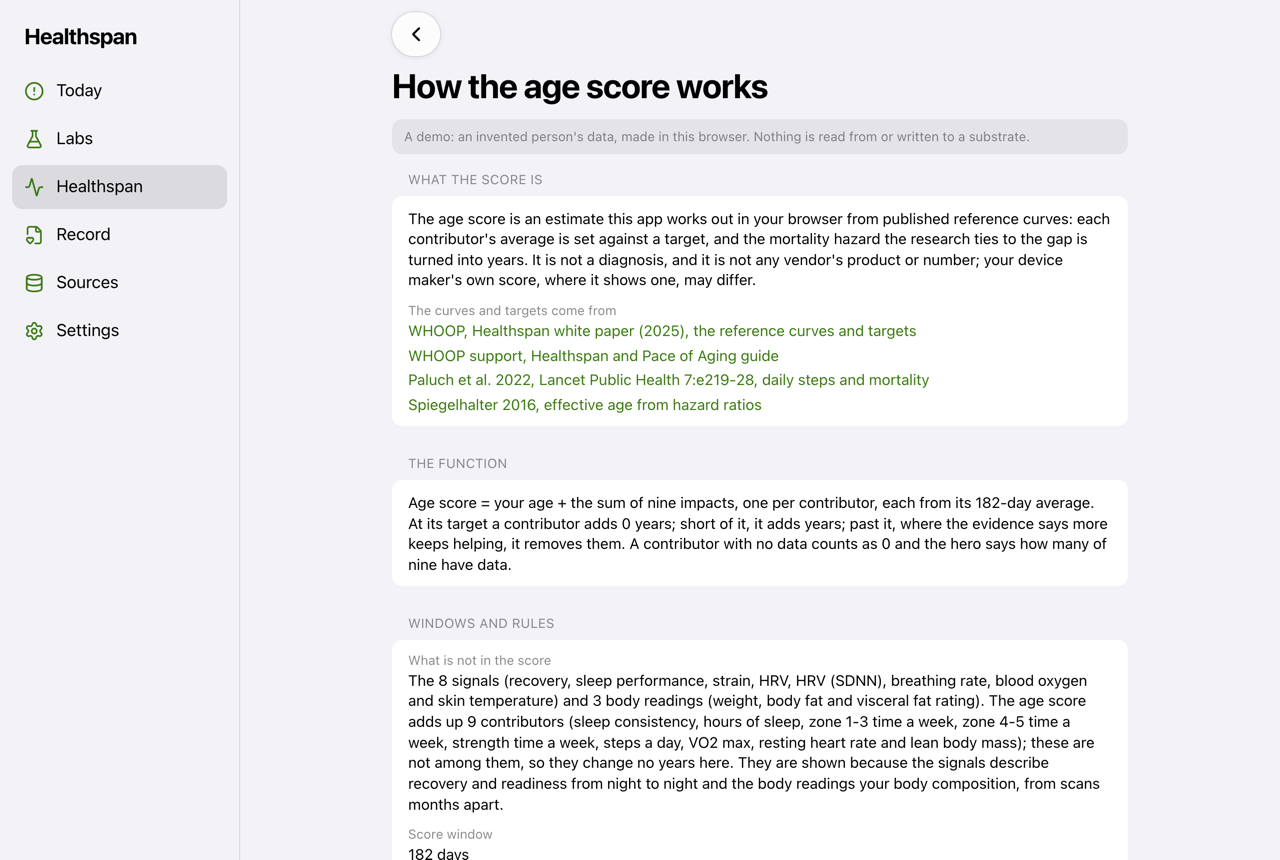 Healthspan
Today
Labs
Healthspan
Record
Sources
Settings
How the age score works
A demo: an invented person's data, made in this browser. Nothing is read from or written to a substrate.
WHAT THE SCORE IS
The age score is an estimate this app works out in your browser from published reference curves: each
contributor's average is set against a target, and the mortality hazard the research ties to the gap is
turned into years. It is not a diagnosis, and it is not any vendor's product or number; your device
maker's own score, where it shows one, may differ.
The curves and targets come from
WHOOP, Healthspan white paper (2025), the reference curves and targets
WHOOP support, Healthspan and Pace of Aging guide
Paluch et al. 2022, Lancet Public Health 7:e219-28, daily steps and mortality
Spiegelhalter 2016, effective age from hazard ratios
THE FUNCTION
Age score = your age + the sum of nine impacts, one per contributor, each from its 182-day average.
At its target a contributor adds 0 years; short of it, it adds years; past it, where the evidence says more
keeps helping, it removes them. A contributor with no data counts as 0 and the hero says how many of
nine have data.
WINDOWS AND RULES
What is not in the score
The 8 signals (recovery, sleep performance, strain, HRV, HRV (SDNN), breathing rate, blood oxygen
and skin temperature) and 3 body readings (weight, body fat and visceral fat rating). The age score
adds up 9 contributors (sleep consistency, hours of sleep, zone 1-3 time a week, zone 4-5 time a
week, strength time a week, steps a day, VO2 max, resting heart rate and lean body mass); these are
not among them, so they change no years here. They are shown because the signals describe
recovery and readiness from night to night and the body readings your body composition, from scans
months apart.
Score window
182 days